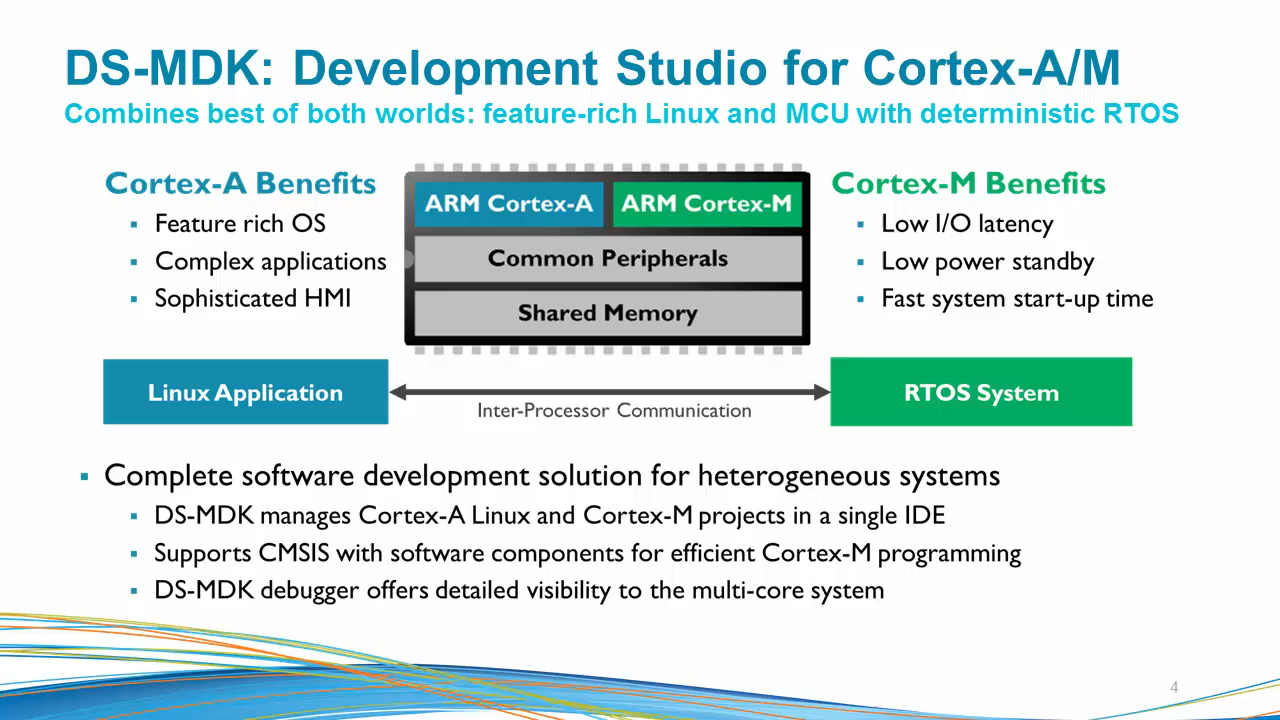 DS-MDK: Development Studio for Cortex-A/M
Combines best of both worlds: feature-rich Linux and MCU with deterministic RTOS
Cortex-A Benefits
Feature rich OS
Complex applications
Sophisticated HMI
ARM Cortex-A
ARM Cortex-M
Common Peripherals
Shared Memory
Cortex-M Benefits
Low I/O latency
Low power standby
Fast system start-up time
Linux Application
Inter-Processor Communication
RTOS System
Complete software development solution for heterogeneous systems
DS-MDK manages Cortex-A Linux and Cortex-M projects in a single IDE
Supports CMSIS with software components for efficient Cortex-M programming
DS-MDK debugger offers detailed visibility to the multi-core system
4